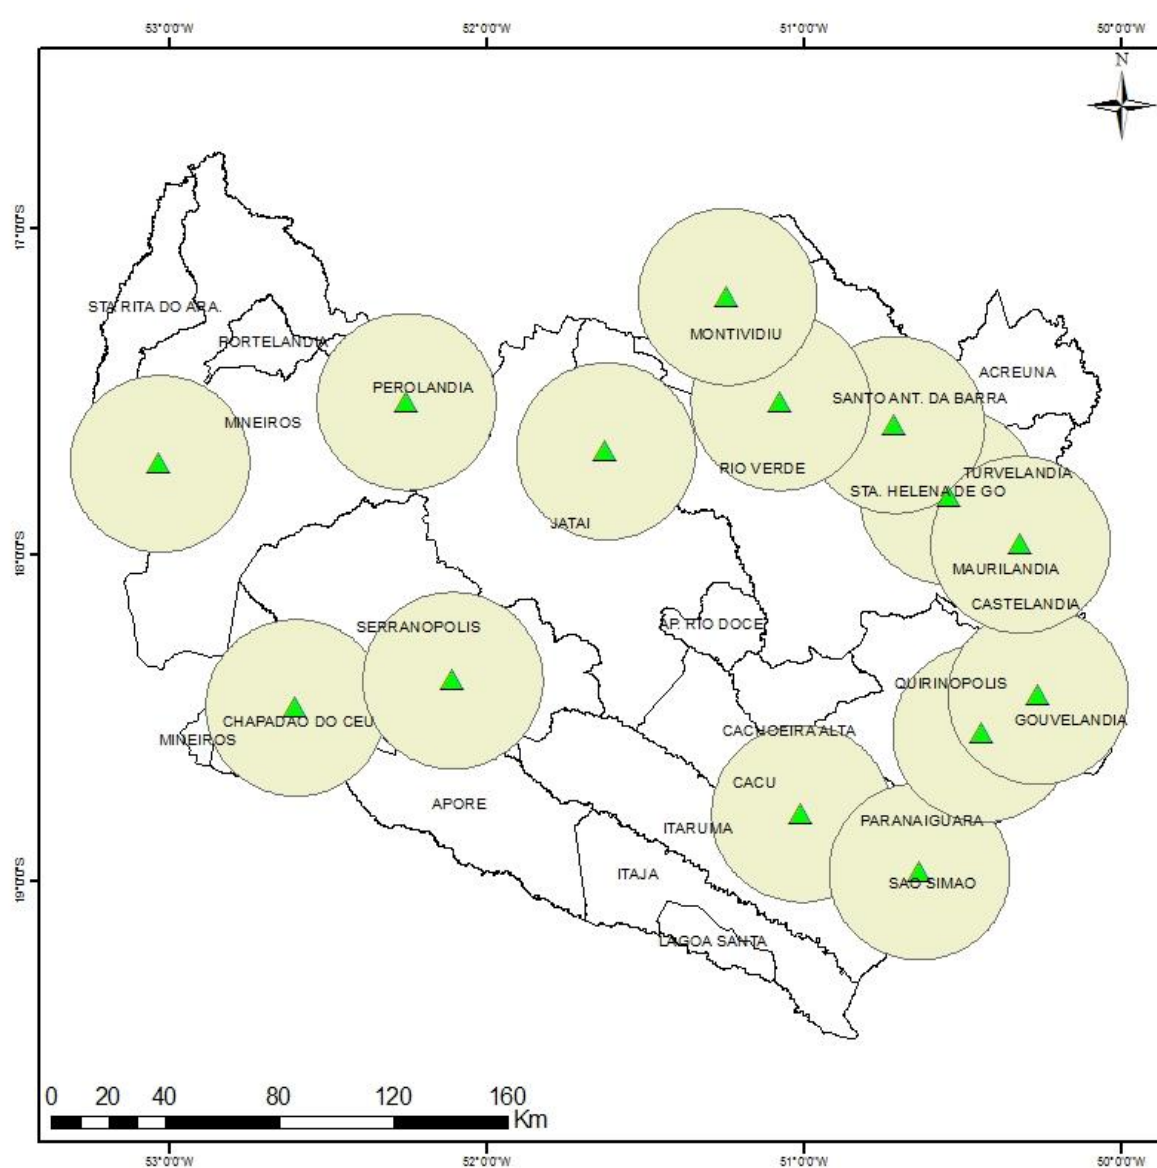 53°0'0"W 52°0'0"W 51°0'0"W 50°0'0"W
N
17°0'0"S
STA RITA DO ARA.
MONTIVIDIU
PORTELANDIA
ACREUNA
PEROLANDIA
SANTO ANT. DA BARRA
MINEIROS
RIO VERDE
TURVELANDIA
STA. HELENA DE GO
JATAI
18°0'0"S
MAURILANDIA
CASTELANDIA
SERRANOPOLIS
AP. RIO DOCE
QUIRINOPOLIS
CHAPADAO DO CEU
GOUVELANDIA
MINEIROS
CACHOEIRA ALTA
CACU
APORE
PARANAIGUARA
ITARUMA
ITAJA
19°0'0"S
SAO SIMAO
LAGOA SANTA
0 20 40 80 120 160
Km
53°0'0"W 52°0'0"W 51°0'0"W 50°0'0"W